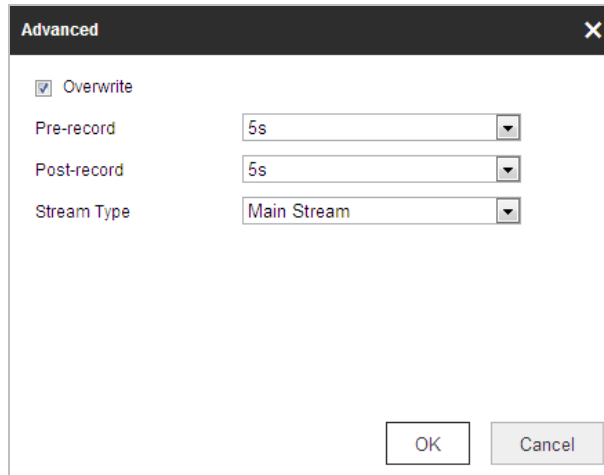 Advanced
Overwrite
Pre-record 5s
Post-record 5s
Stream Type Main Stream
OK Cancel